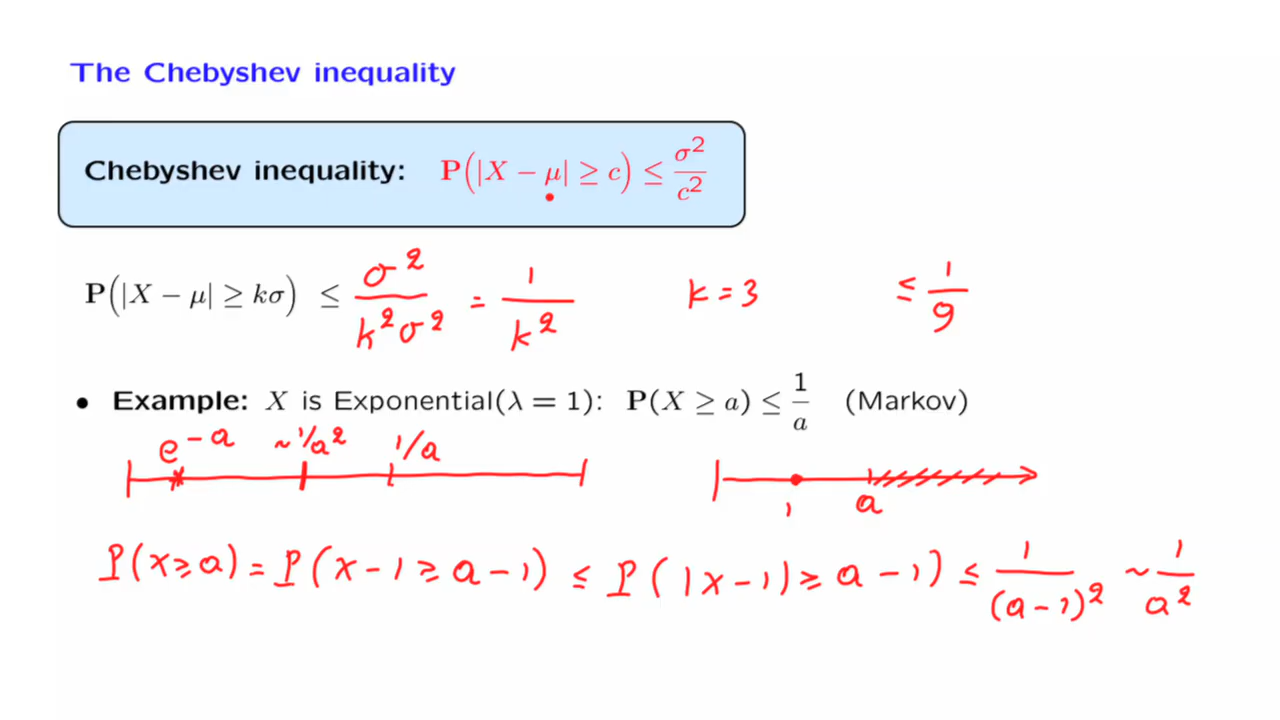 The Chebyshev inequality
Chebyshev inequality: P(|X − μ| ≥ c) ≤ σ²/c²
P(|X − μ| ≥ kσ) ≤ σ²/k²σ² = 1/k² k = 3 ≤ 1/9
• Example: X is Exponential(λ = 1): P(X ≥ a) ≤ 1/a (Markov)
e^−a ~1/a² 1/a
1 a
P(x≥a) = P(x−1 ≥ a−1) ≤ P(|x−1| ≥ a−1) ≤ 1/(a−1)² ~ 1/a²